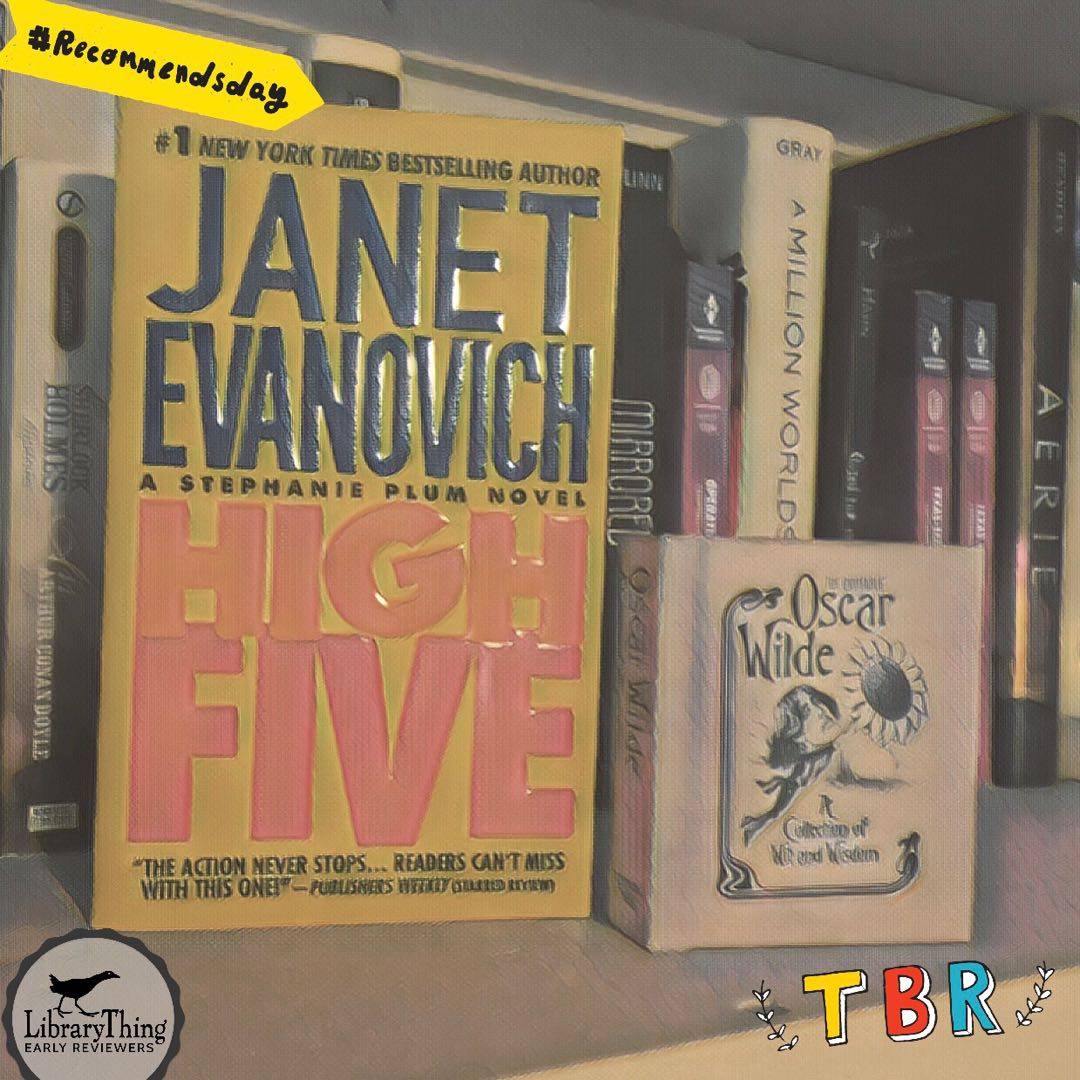 #Recommendsday
#1 NEW YORK TIMES BESTSELLING AUTHOR
JANET
EVANOVICH
A STEPHANIE PLUM NOVEL
HIGH
FIVE
"THE ACTION NEVER STOPS... READERS CAN'T MISS
WITH THIS ONE!" —PUBLISHERS WEEKLY (STARRED REVIEW)
SHERLOCK
HOLMES
ARTHUR CONAN DOYLE
LINN
GRAY
A MILLION WORLDS
AERIE
Oscar Wilde
Oscar
Wilde
A
Collection of
Wit and Wisdom
LibraryThing
EARLY REVIEWERS
TBR